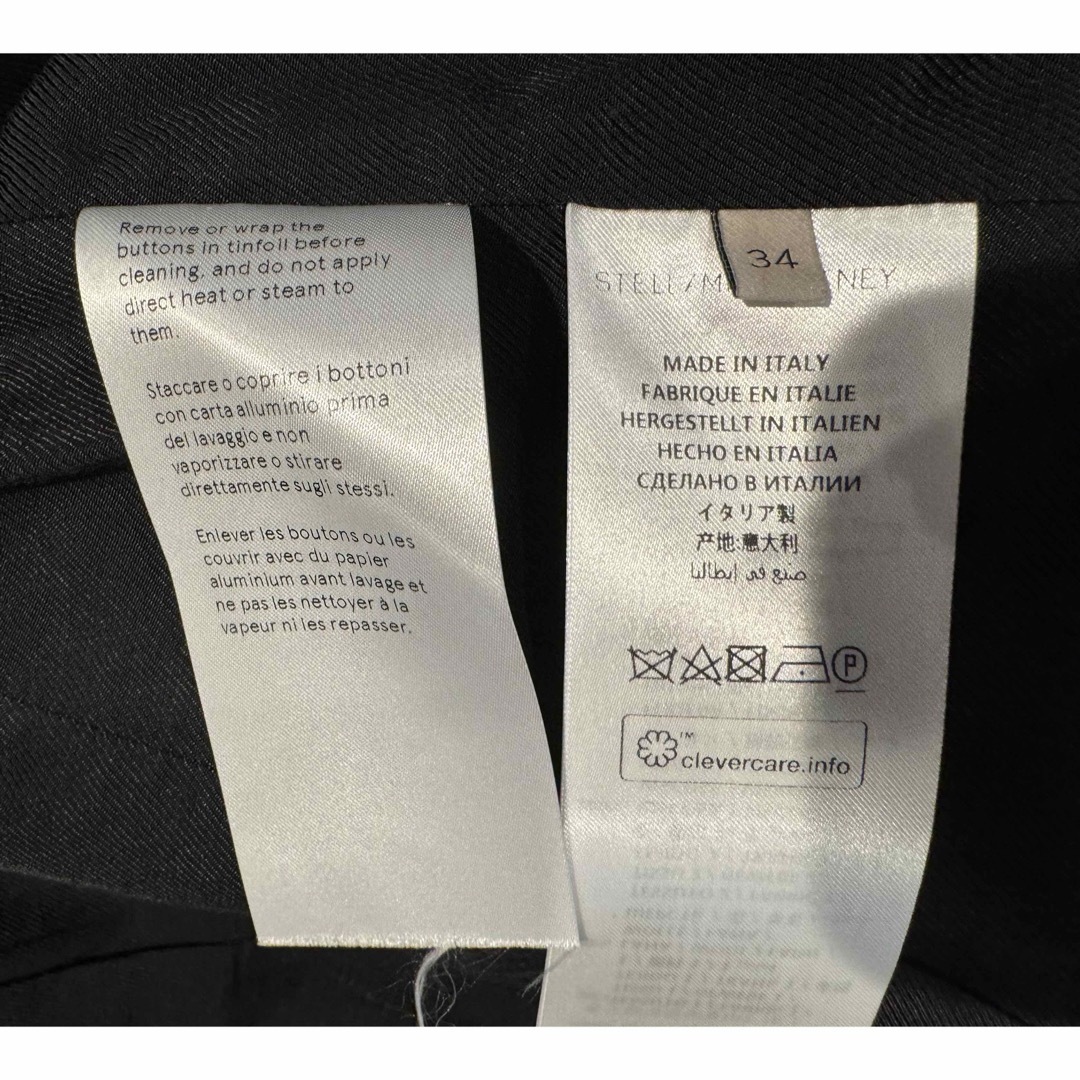 Remove or wrap the
buttons in tinfoil before
cleaning, and do not apply
direct heat or steam to
them.
Staccare o coprire i bottoni
con carta alluminio prima
del lavaggio e non
vaporizzare o stirare
direttamente sugli stessi.
Enlever les boutons ou les
couvrir avec du papier
aluminium avant lavage et
ne pas les nettoyer à la
vapeur ni les repasser.
34
MADE IN ITALY
FABRIQUE EN ITALIE
HERGESTELLT IN ITALIEN
HECHO EN ITALIA
СДЕЛАНО В ИТАЛИИ
イタリア製
产地:意大利
صنع في إيطاليا
P
TM
clevercare.info